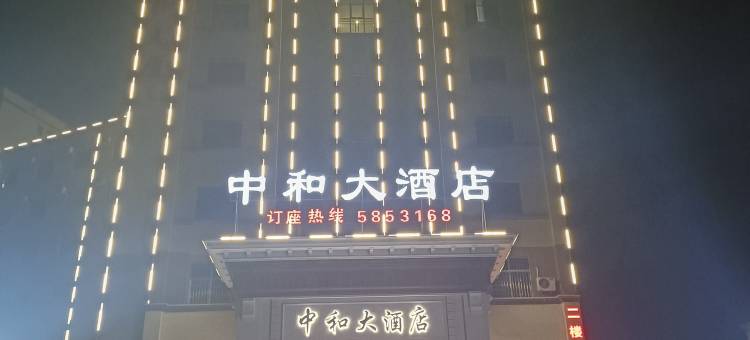 中和大酒店
订座热线 5853168
中和大酒店
二楼